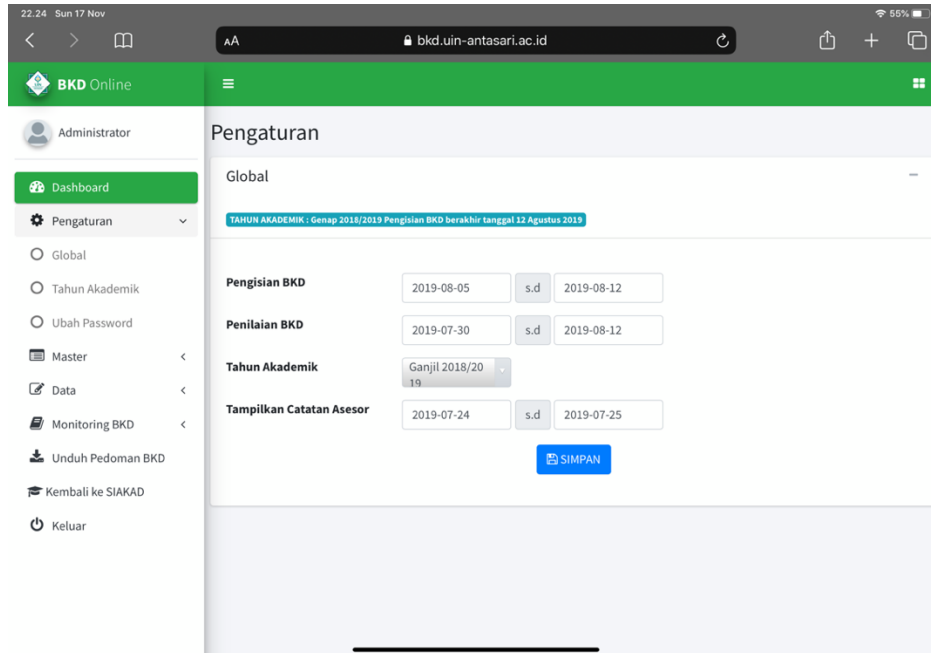 22.24 Sun 17 Nov
55%
AA
bkd.uin-antasari.ac.id
BKD Online
Administrator
Dashboard
Pengaturan
Global
Tahun Akademik
Ubah Password
Master
Data
Monitoring BKD
Unduh Pedoman BKD
Kembali ke SIAKAD
Keluar
Pengaturan
Global
TAHUN AKADEMIK : Genap 2018/2019 Pengisian BKD berakhir tanggal 12 Agustus 2019
Pengisian BKD 2019-08-05 s.d 2019-08-12
Penilaian BKD 2019-07-30 s.d 2019-08-12
Tahun Akademik Ganjil 2018/20
19
Tampilkan Catatan Asesor 2019-07-24 s.d 2019-07-25
SIMPAN